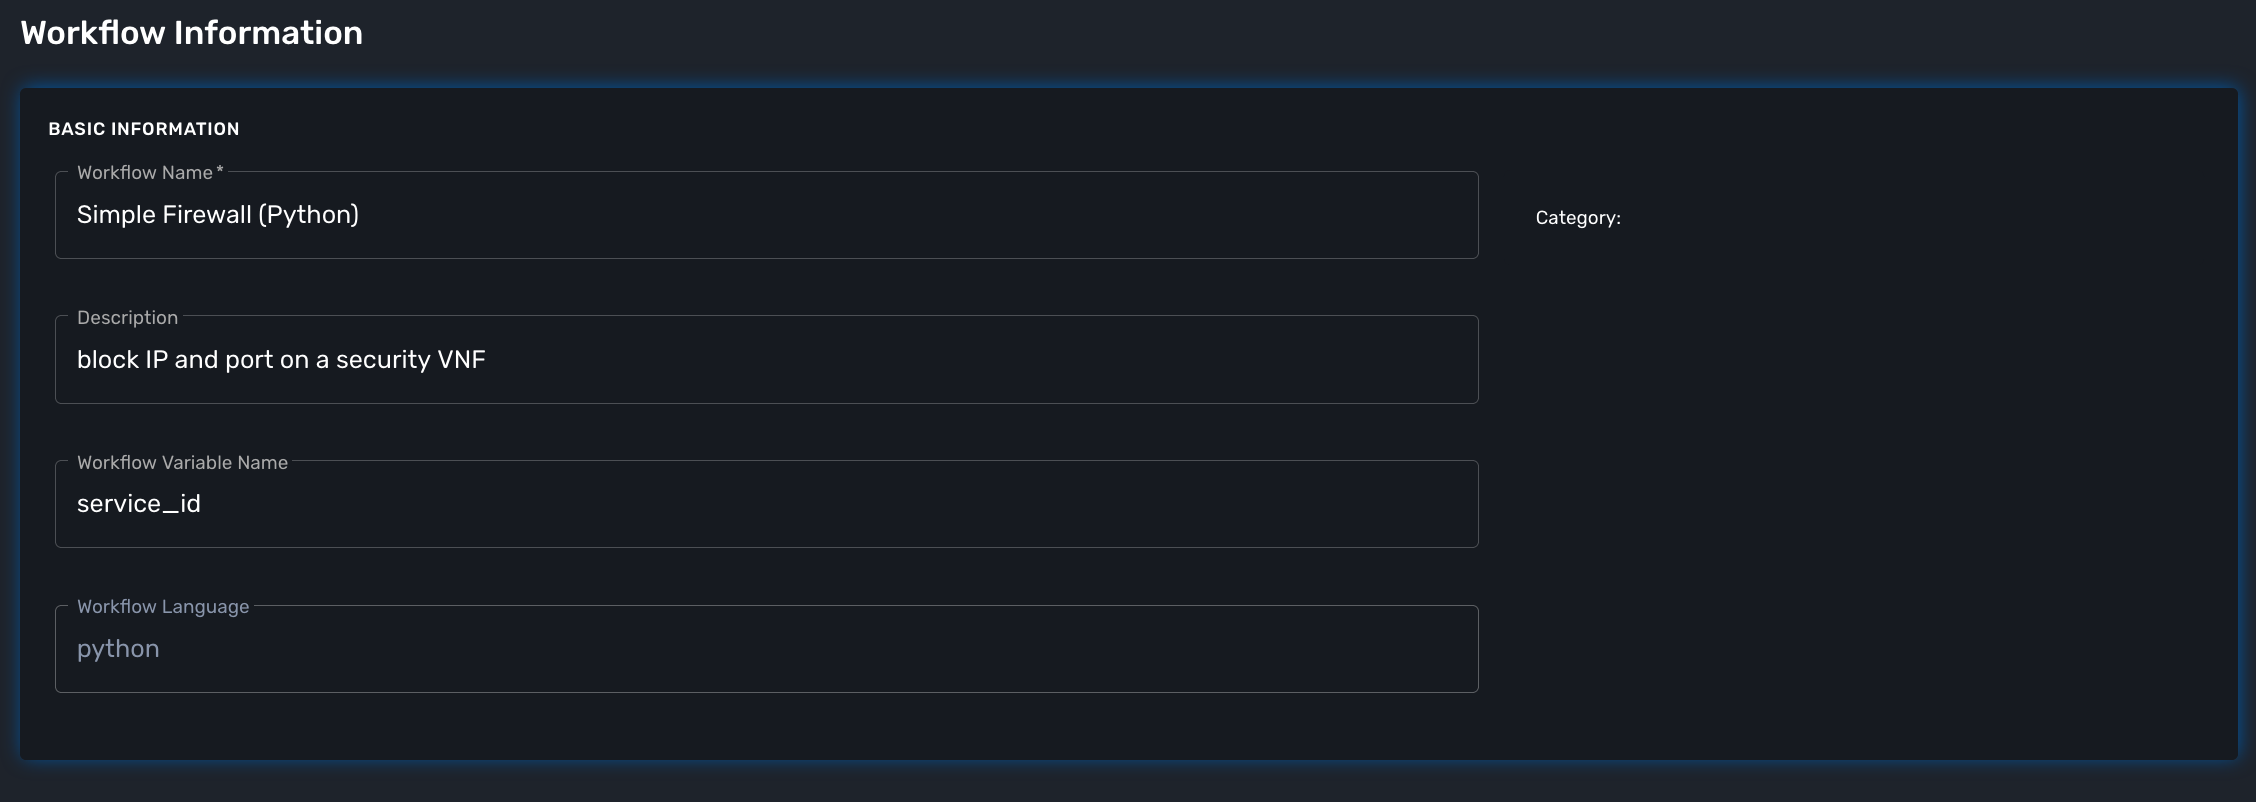 Workflow Information
BASIC INFORMATION
Workflow Name *
Simple Firewall (Python)
Category:
Description
block IP and port on a security VNF
Workflow Variable Name
service_id
Workflow Language
python